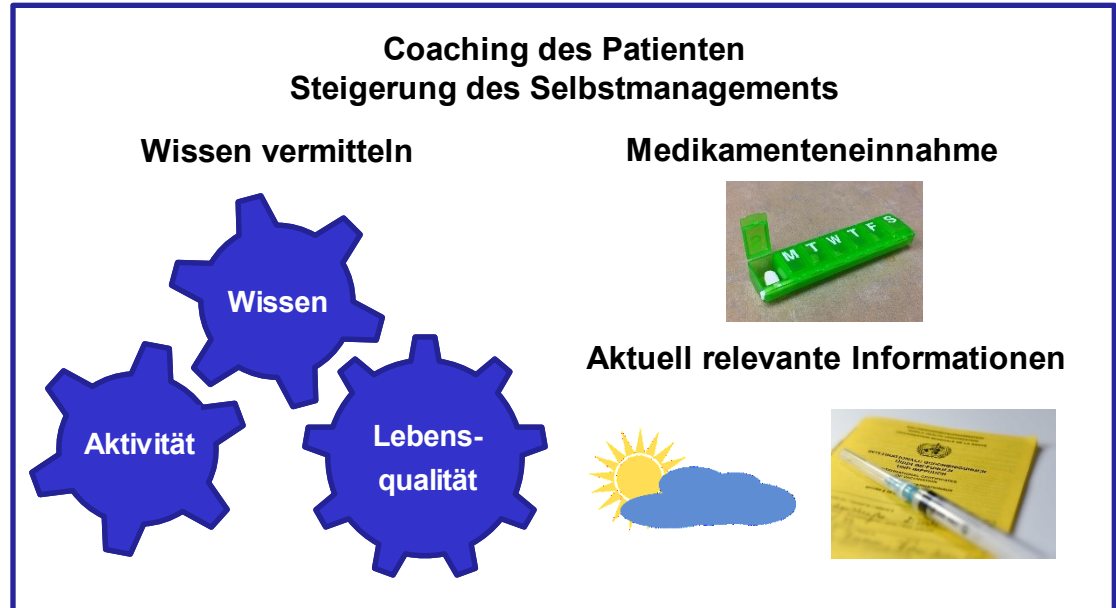 Coaching des Patienten
Steigerung des Selbstmanagements
Wissen vermitteln
Wissen
Aktivität
Lebens-
qualität
Medikamenteneinnahme
M T W T F S
Aktuell relevante Informationen